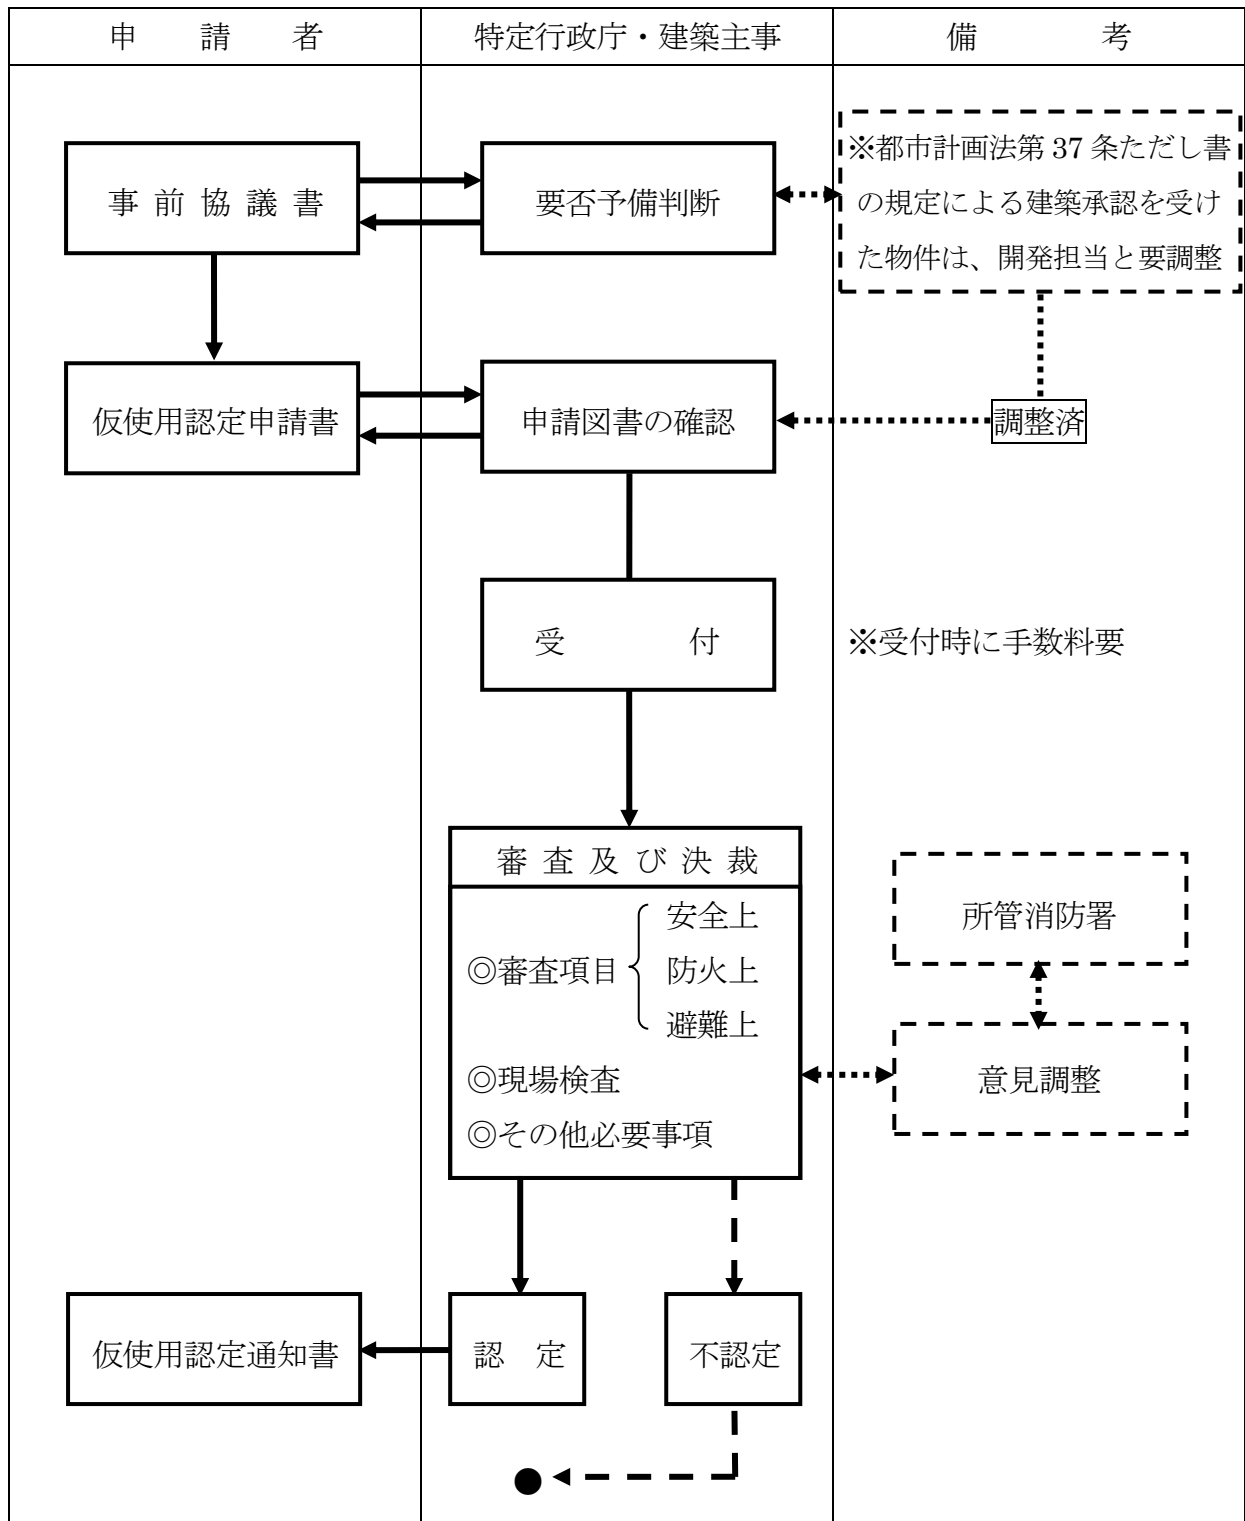 申　請　者
特定行政庁・建築主事
備　考
事前協議書
要否予備判断
※都市計画法第 37 条ただし書
の規定による建築承認を受け
た物件は、開発担当と要調整
仮使用認定申請書
申請図書の確認
調整済
受　付
※受付時に手数料要
審査及び決裁
◎審査項目
安全上
防火上
避難上
◎現場検査
◎その他必要事項
所管消防署
意見調整
仮使用認定通知書
認　定
不認定